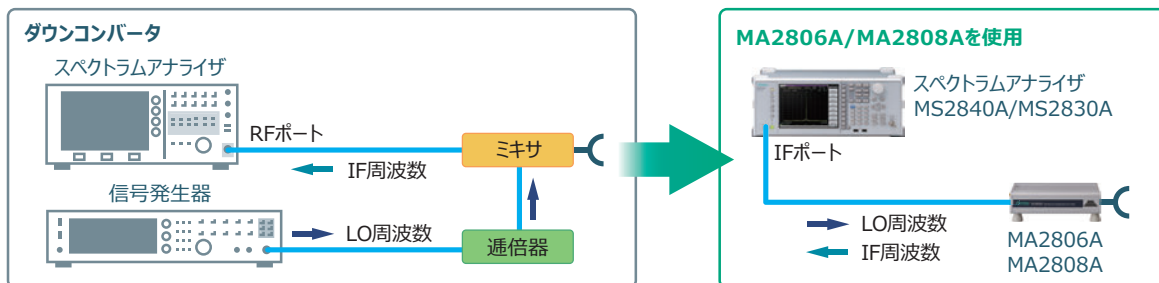 ダウンコンバータ
スペクトラムアナライザ
RFポート
ミキサ
IF周波数
信号発生器
LO周波数
逓倍器
MA2806A/MA2808Aを使用
スペクトラムアナライザ
MS2840A/MS2830A
IFポート
LO周波数
IF周波数
MA2806A
MA2808A